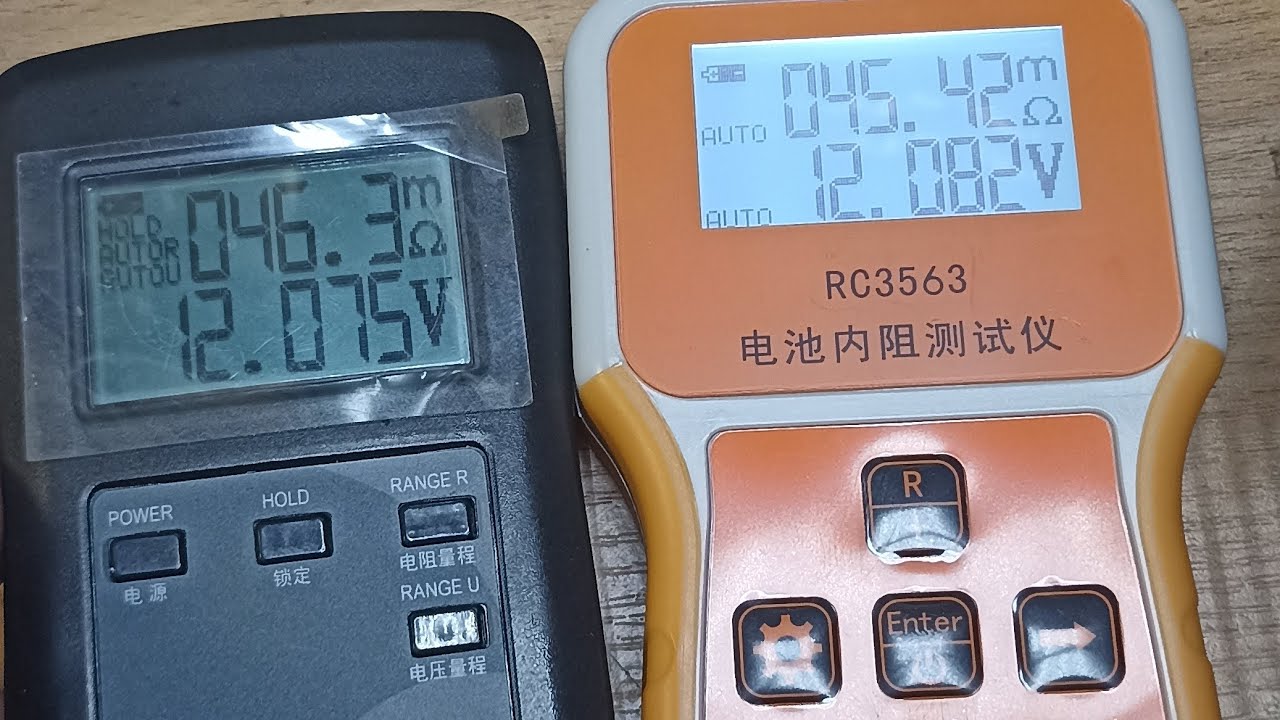 HOLD
AUTOR
046.3mΩ
12.075V
POWER
电源
HOLD
锁定
RANGE R
电阻量程
RANGE U
电压量程
045.42mΩ
AUTO
12.082V
AUTO
RC3563
电池内阻测试仪
R
Enter